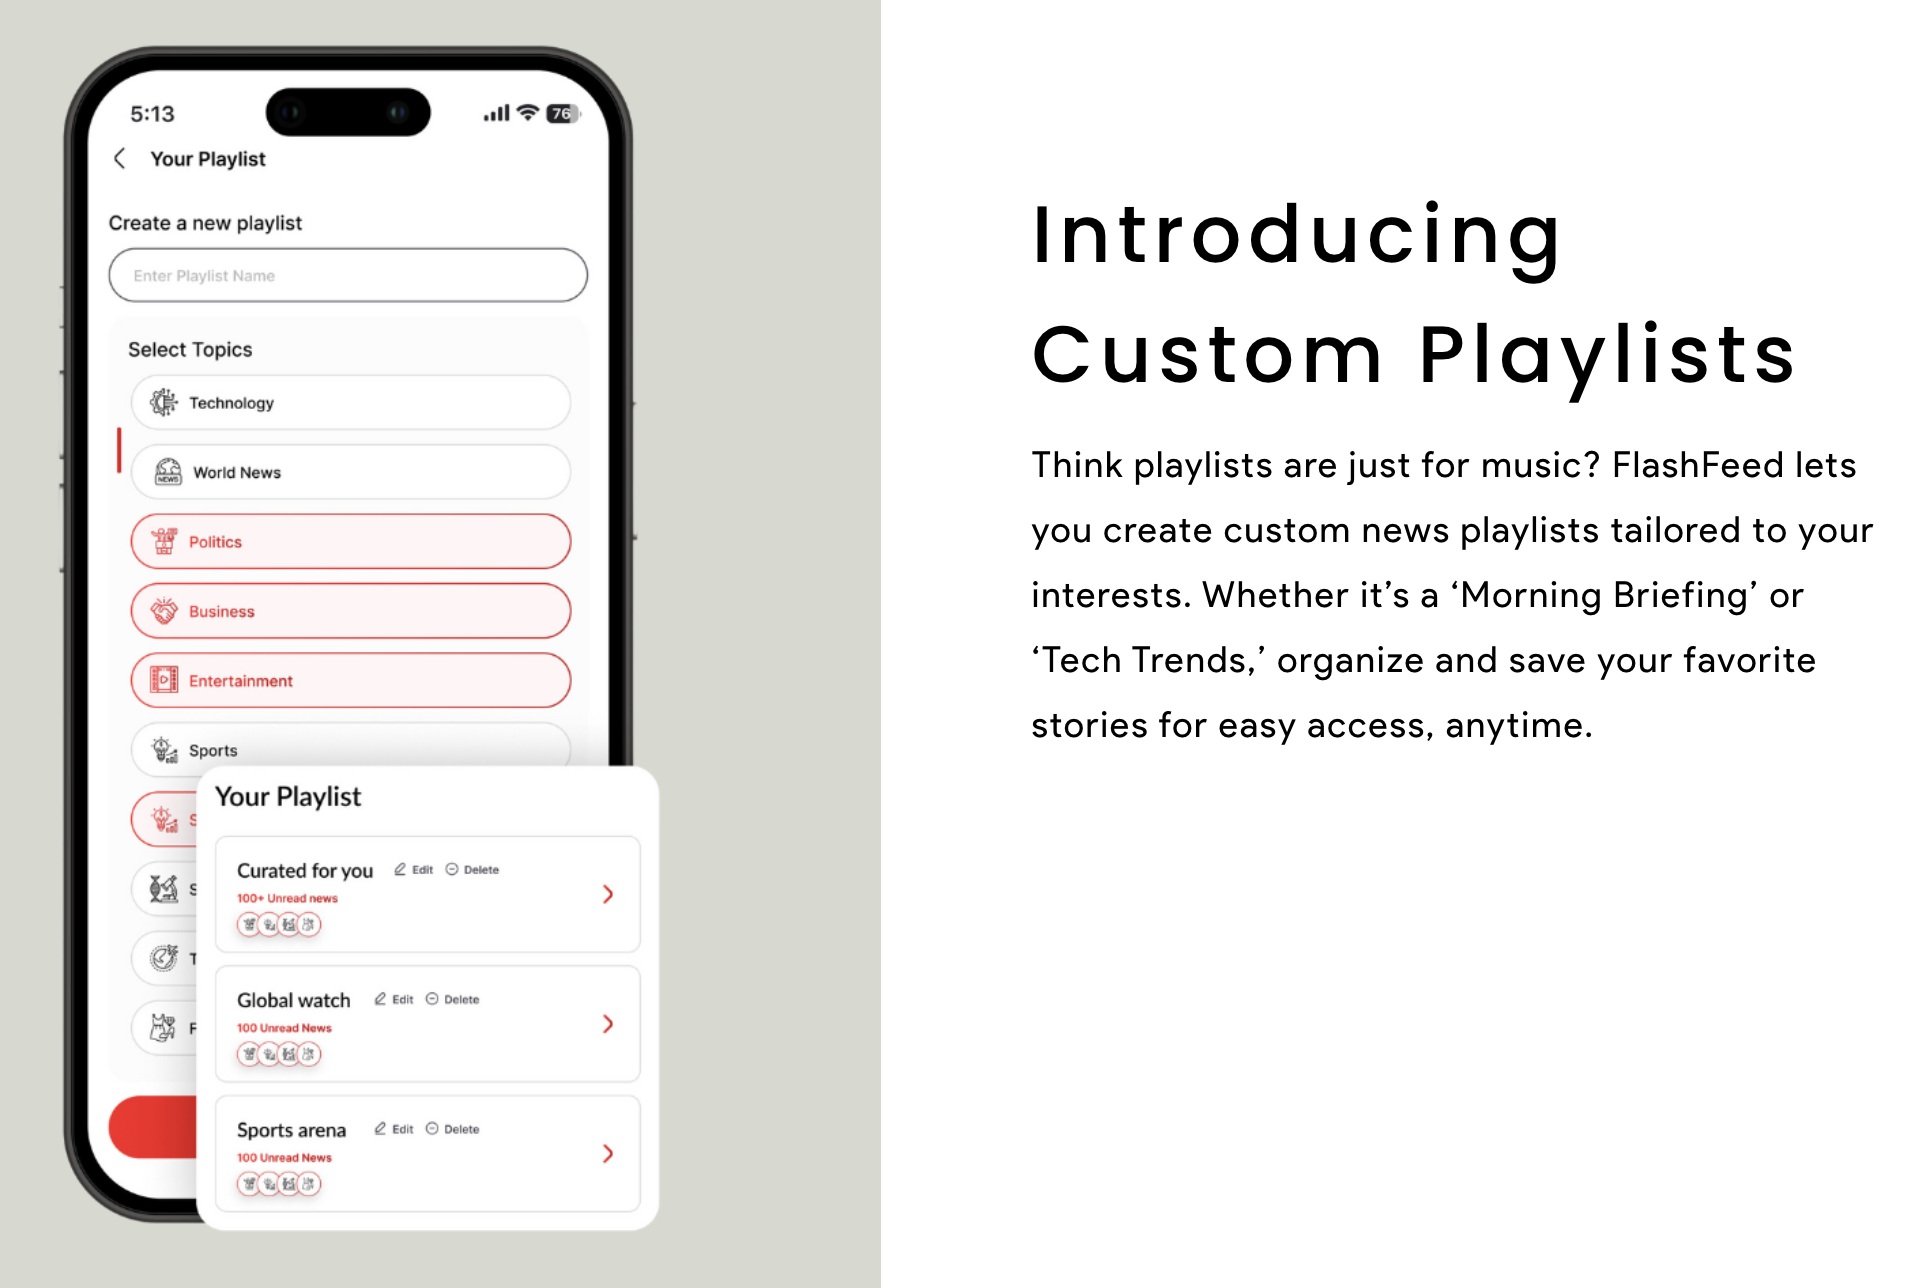 5:13
76
Your Playlist
Create a new playlist
Enter Playlist Name
Select Topics
Technology
NEWS
World News
Politics
Business
Entertainment
Sports
S
S
T
F
Your Playlist
Curated for you Edit Delete
100+ Unread news
Global watch Edit Delete
100 Unread News
Sports arena Edit Delete
100 Unread News
Introducing
Custom Playlists
Think playlists are just for music? FlashFeed lets
you create custom news playlists tailored to your
interests. Whether it’s a ‘Morning Briefing’ or
‘Tech Trends,’ organize and save your favorite
stories for easy access, anytime.